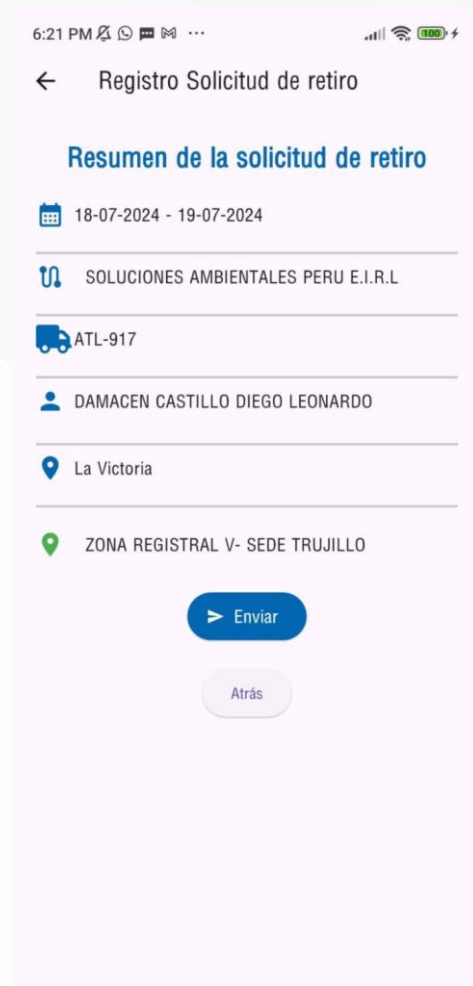 6:21 PM
100
Registro Solicitud de retiro
Resumen de la solicitud de retiro
18-07-2024 - 19-07-2024
SOLUCIONES AMBIENTALES PERU E.I.R.L
ATL-917
DAMACEN CASTILLO DIEGO LEONARDO
La Victoria
ZONA REGISTRAL V- SEDE TRUJILLO
Enviar
Atrás